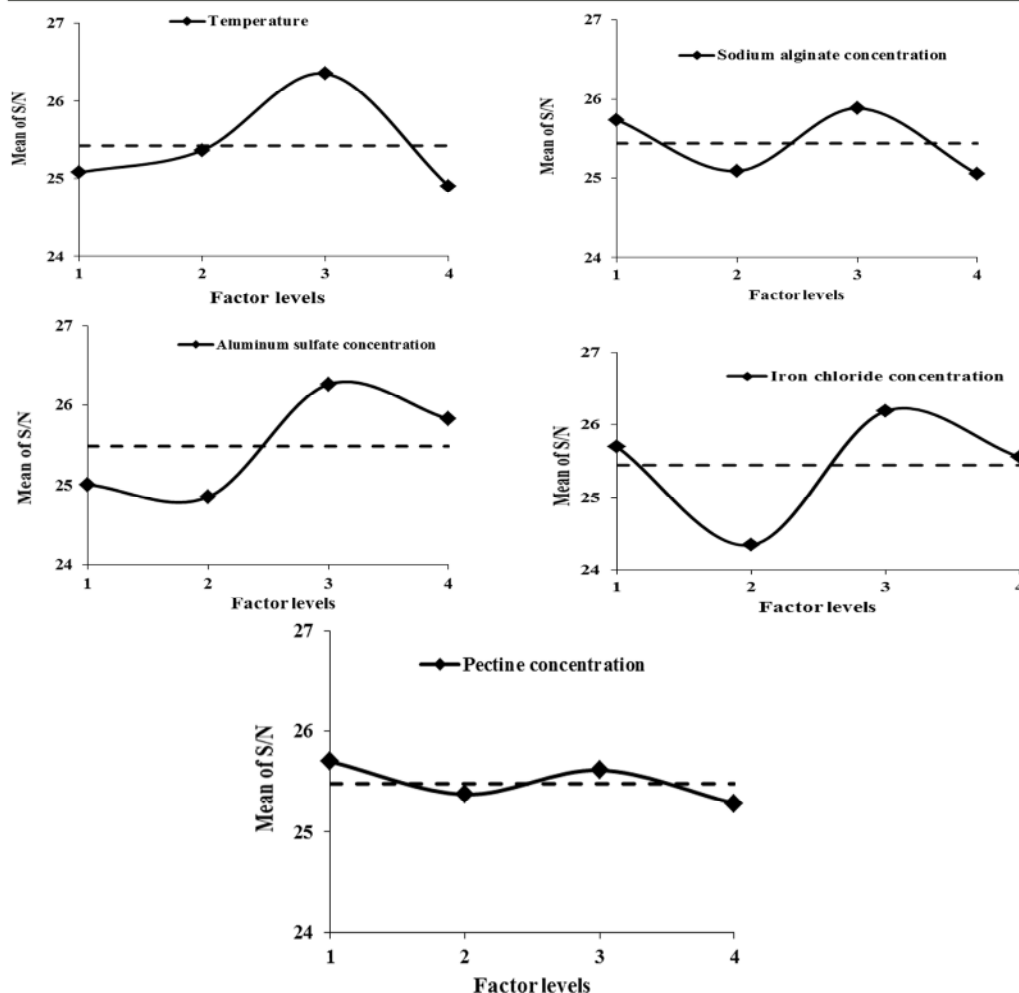 Temperature
27
26
25
24
Mean of S/N
1 2 3 4
Factor levels
Sodium alginate concentration
27
26
25
24
Mean of S/N
1 2 3 4
Factor levels
Aluminum sulfate concentration
27
26
25
24
Mean of S/N
1 2 3 4
Factor levels
Iron chloride concentration
27
26
25
24
Mean of S/N
1 2 3 4
Factor levels
Pectine concentration
27
26
25
24
Mean of S/N
1 2 3 4
Factor levels